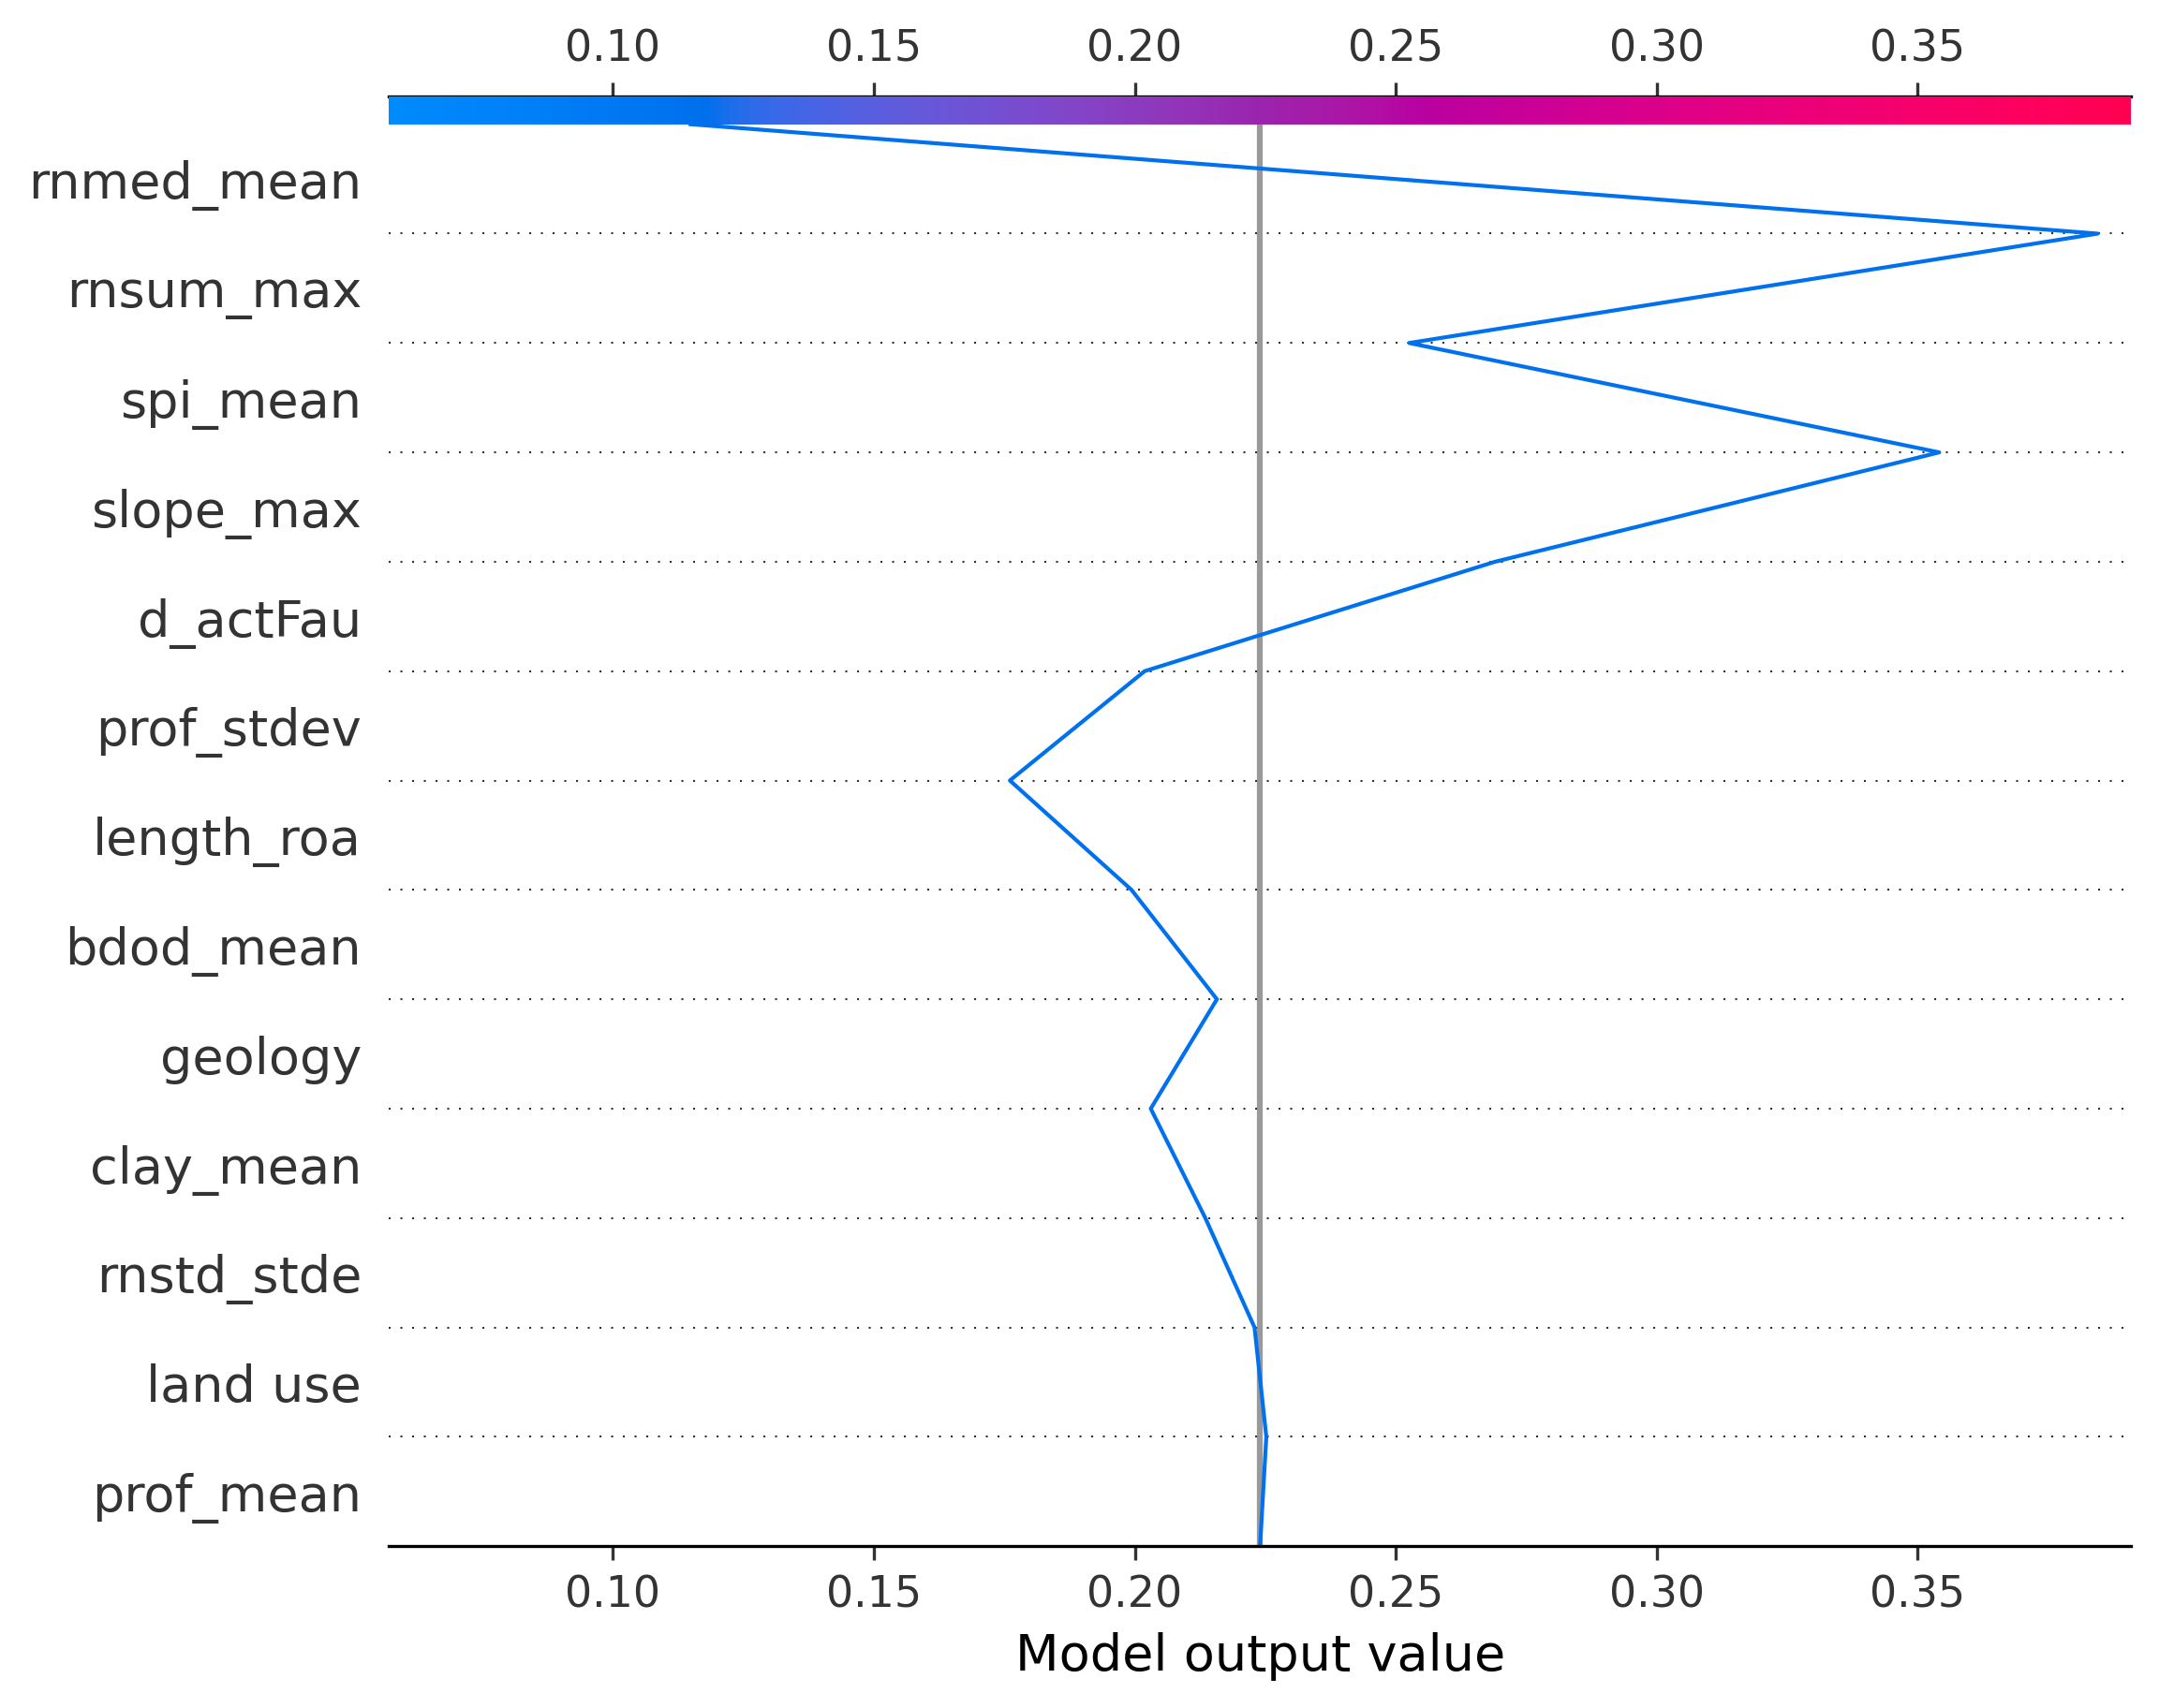 0.10 0.15 0.20 0.25 0.30 0.35
rnmed_mean
rnsum_max
spi_mean
slope_max
d_actFau
prof_stdev
length_roa
bdod_mean
geology
clay_mean
rnstd_stde
land use
prof_mean
0.10 0.15 0.20 0.25 0.30 0.35
Model output value